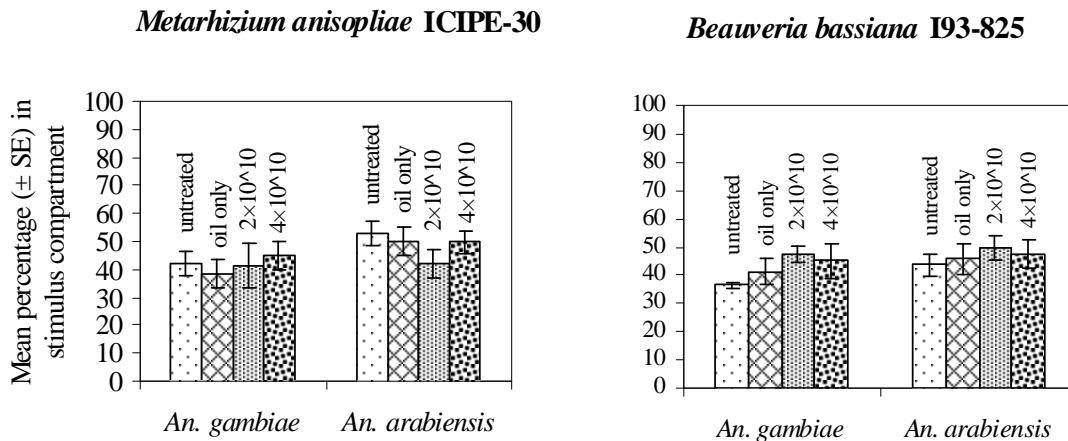 Metarhizium anisopliae ICIPE-30
Mean percentage (± SE) in
stimulus compartment
100
90
80
70
60
50
40
30
20
10
0
untreated
oil only
2×10^10
4×10^10
untreated
oil only
2×10^10
4×10^10
An. gambiae
An. arabiensis
Beauveria bassiana I93-825
100
90
80
70
60
50
40
30
20
10
0
untreated
oil only
2×10^10
4×10^10
untreated
oil only
2×10^10
4×10^10
An. gambiae
An. arabiensis